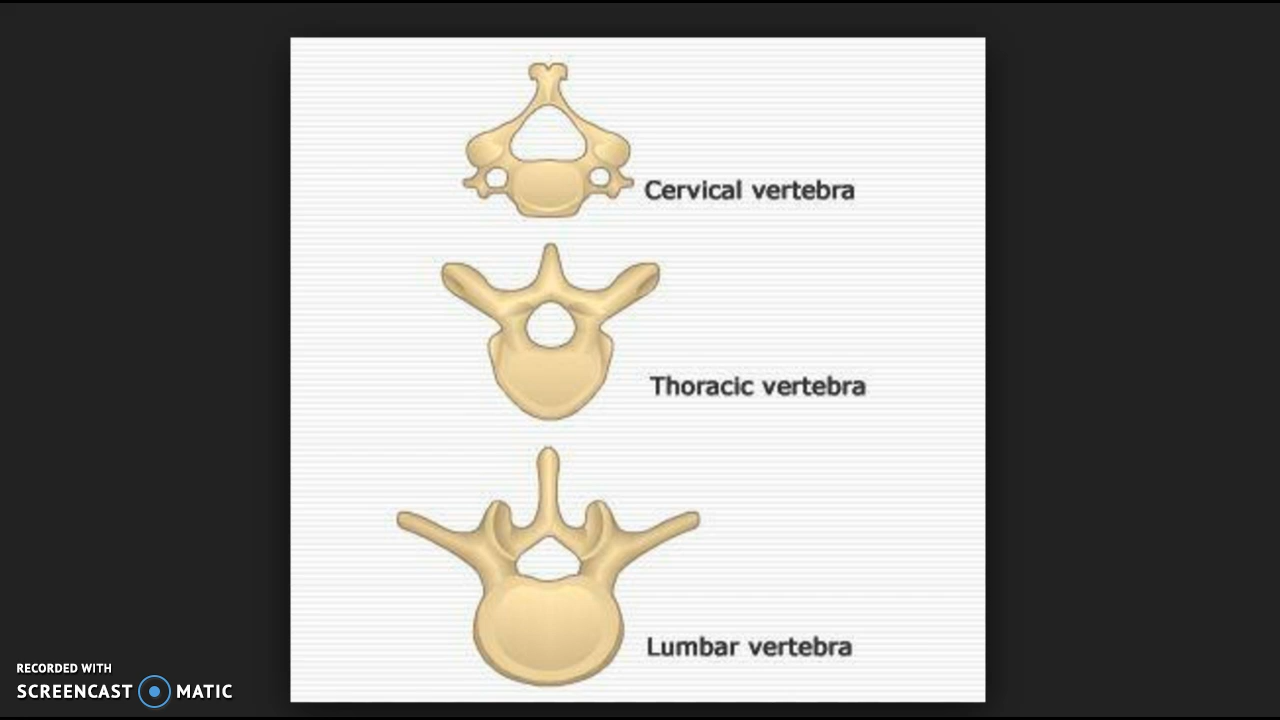 Cervical vertebra
Thoracic vertebra
Lumbar vertebra
RECORDED WITH
SCREENCAST MATIC